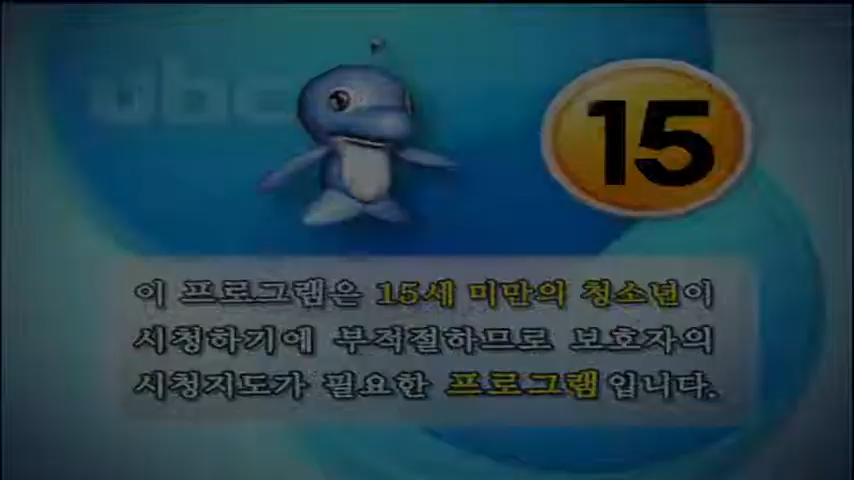 ubc
15
이 프로그램은 15세 미만의 청소년이
시청하기에 부적절하므로 보호자의
시청지도가 필요한 프로그램입니다.